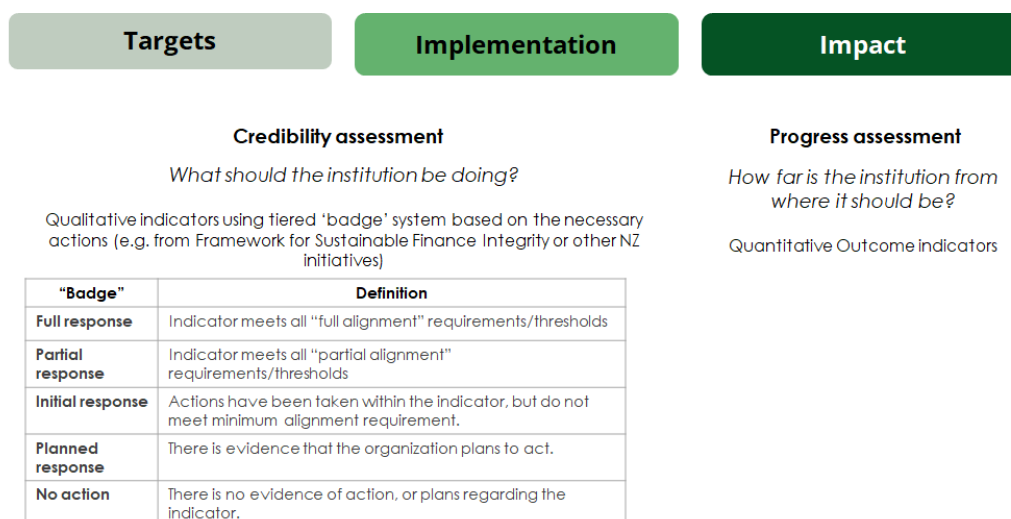 Targets
Implementation
Impact
Credibility assessment
What should the institution be doing?
Qualitative indicators using tiered ‘badge’ system based on the necessary
actions (e.g. from Framework for Sustainable Finance Integrity or other NZ
initiatives)
Progress assessment
How far is the institution from
where it should be?
Quantitative Outcome indicators
“Badge” Definition
Full response Indicator meets all “full alignment” requirements/thresholds
Partial
response
Indicator meets all “partial alignment”
requirements/thresholds
Initial response Actions have been taken within the indicator, but do not
meet minimum alignment requirement.
Planned
response
There is evidence that the organization plans to act.
No action There is no evidence of action, or plans regarding the
indicator.